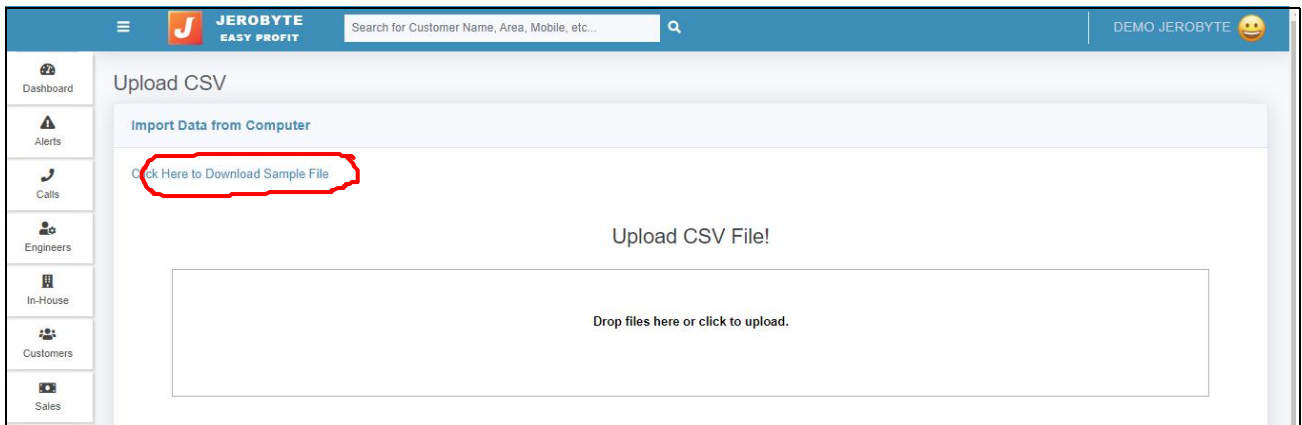 JEROBYTE
EASY PROFIT
Search for Customer Name, Area, Mobile, etc...
DEMO JEROBYTE
Dashboard
Upload CSV
Alerts
Import Data from Computer
Calls
Click Here to Download Sample File
Engineers
Upload CSV File!
In-House
Drop files here or click to upload.
Customers
Sales